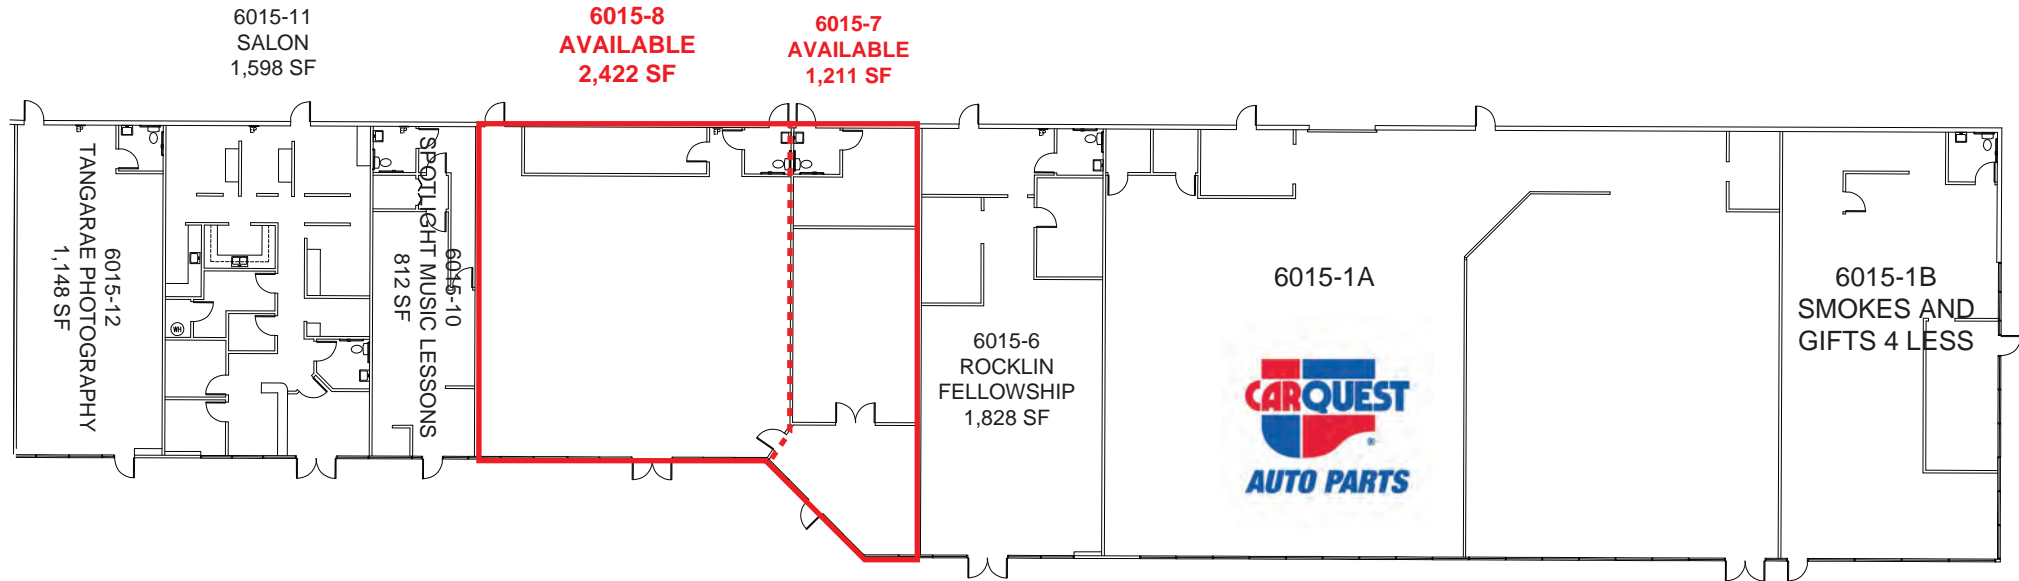 6015-11
SALON
1,598 SF
6015-8
AVAILABLE
2,422 SF
6015-7
AVAILABLE
1,211 SF
6015-12
TANGARAE PHOTOGRAPHY
1,148 SF
WH
6015-10
SPOTLIGHT MUSIC LESSONS
812 SF
6015-6
ROCKLIN
FELLOWSHIP
1,828 SF
6015-1A
CARQUEST
®
AUTO PARTS
6015-1B
SMOKES AND
GIFTS 4 LESS